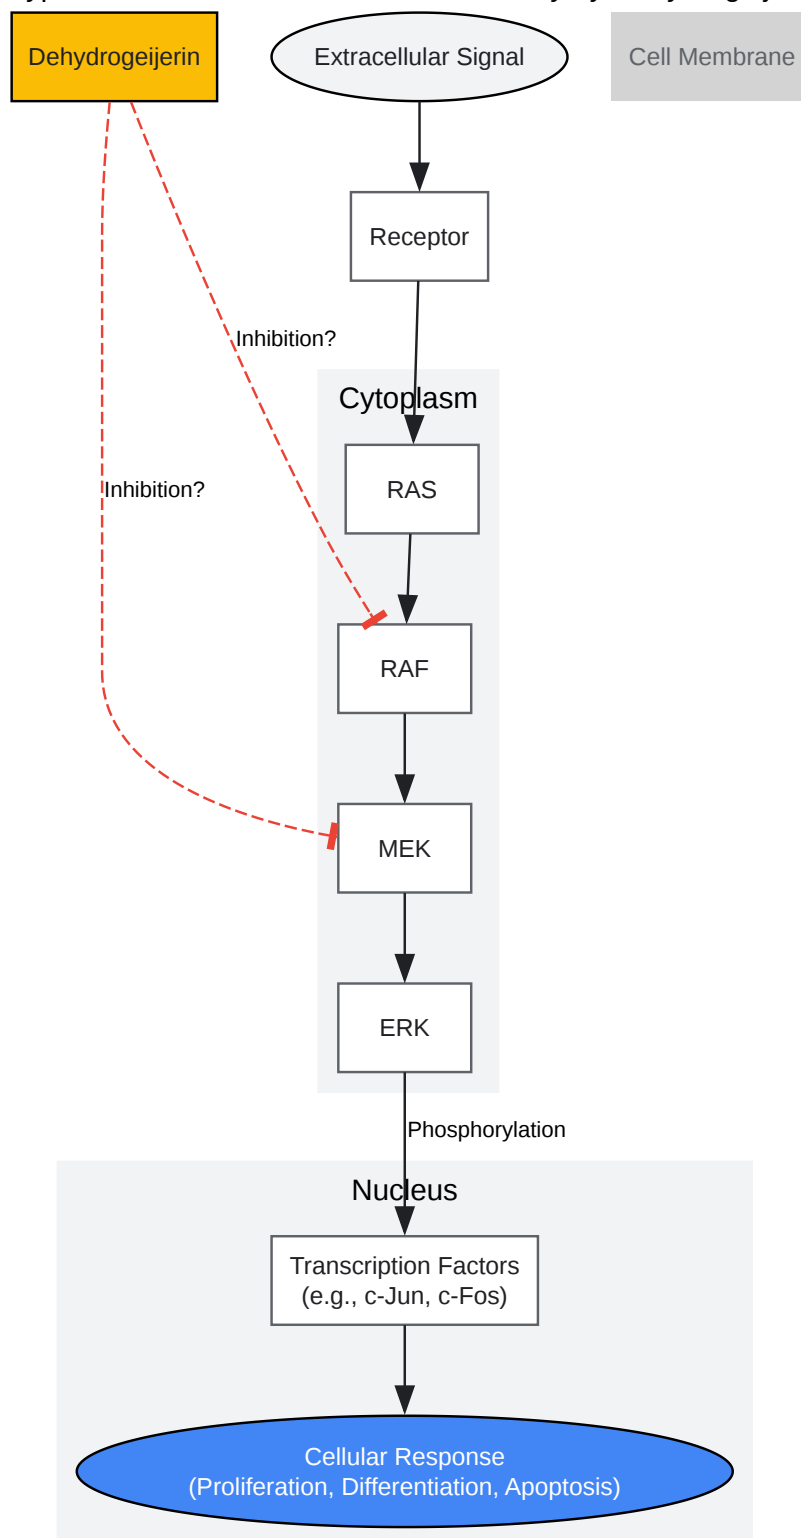 Dehydrogeijerin
Extracellular Signal
Cell Membrane
Receptor
Inhibition?
Cytoplasm
Inhibition?
RAS
RAF
MEK
ERK
Phosphorylation
Nucleus
Transcription Factors
(e.g., c-Jun, c-Fos)
Cellular Response
(Proliferation, Differentiation, Apoptosis)